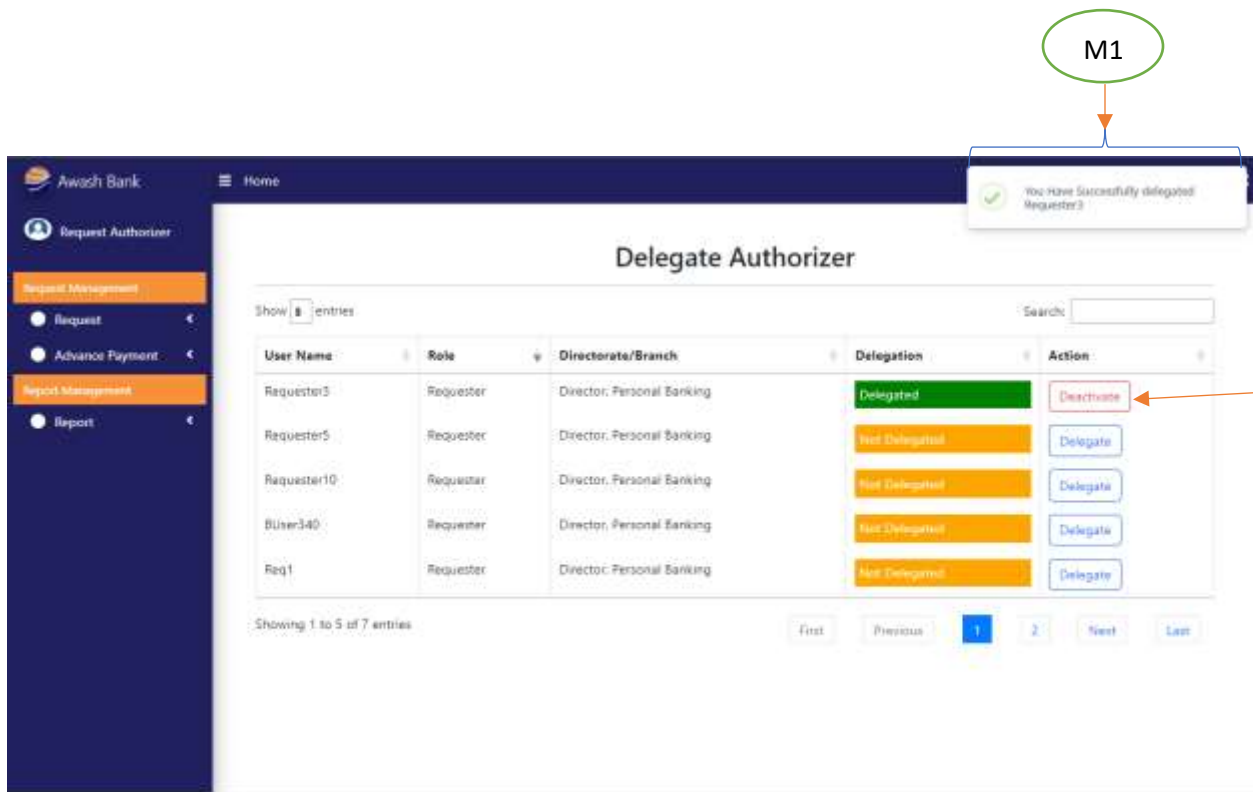 M1
Awash Bank
Home
You Have Successfully delegated
Requester3
Request Authorizer
Delegate Authorizer
Request Management
Show entries
Search:
Request
Advance Payment
Report Management
Report
User Name Role Directorate/Branch Delegation Action
Requester3 Requester Director, Personal Banking Delegated Deactivate
Requester5 Requester Director, Personal Banking Not Delegated Delegate
Requester10 Requester Director, Personal Banking Not Delegated Delegate
BUser340 Requester Director, Personal Banking Not Delegated Delegate
Req1 Requester Director, Personal Banking Not Delegated Delegate
Showing 1 to 5 of 7 entries
First Previous 1 2 Next Last